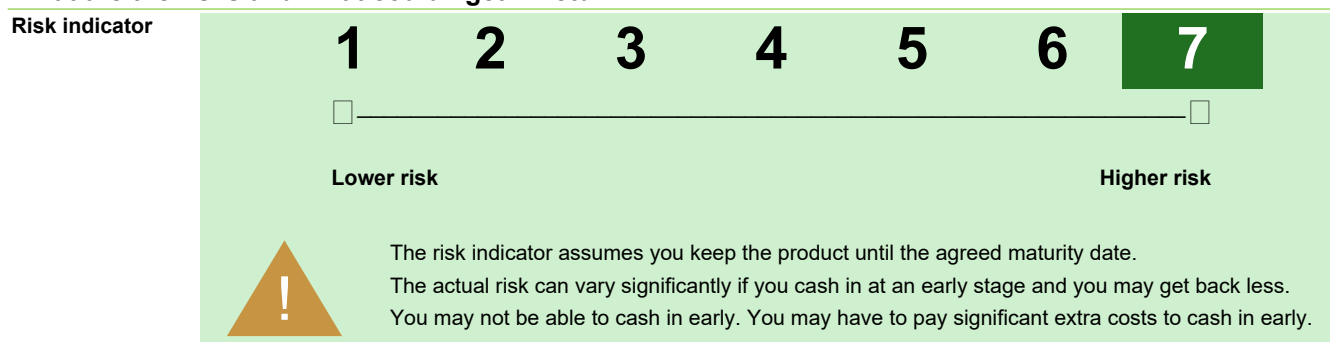 Risk indicator
1 2 3 4 5 6 7
Lower risk Higher risk
!
The risk indicator assumes you keep the product until the agreed maturity date.
The actual risk can vary significantly if you cash in at an early stage and you may get back less.
You may not be able to cash in early. You may have to pay significant extra costs to cash in early.